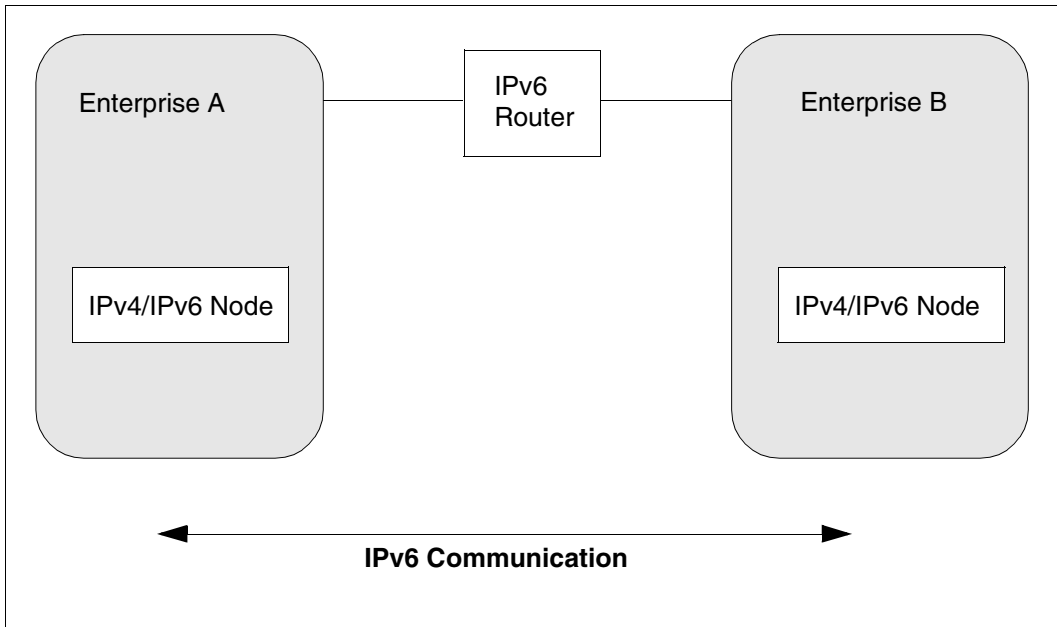 Enterprise A
IPv6
Router
Enterprise B
IPv4/IPv6 Node
IPv4/IPv6 Node
IPv6 Communication